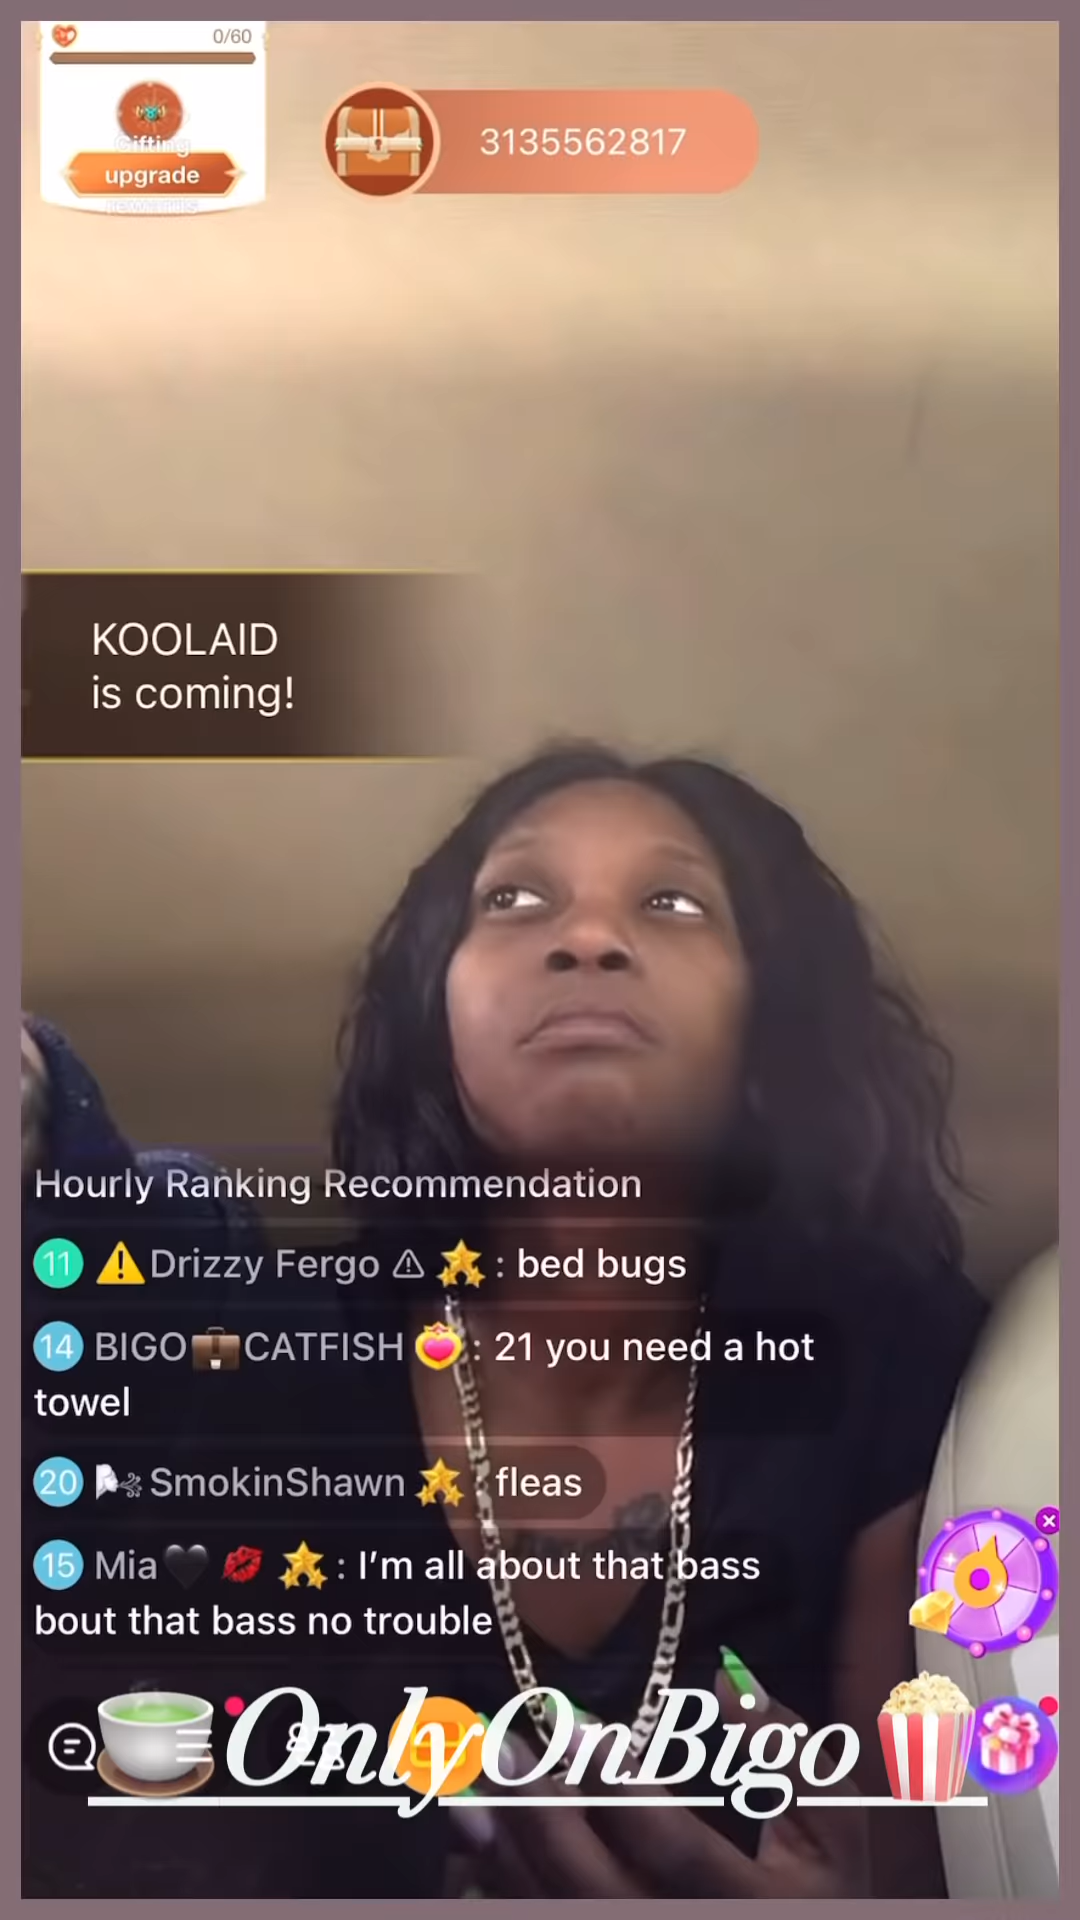 0/60
Gifting
upgrade
rewards
3135562817
KOOLAID
is coming!
Hourly Ranking Recommendation
11 ⚠️Drizzy Fergo ⚠ : bed bugs
14 BIGO💼CATFISH : 21 you need a hot
towel
20 🌬️SmokinShawn : fleas
15 Mia🖤💋 : I’m all about that bass
bout that bass no trouble
🍵OnlyOnBigo🍿